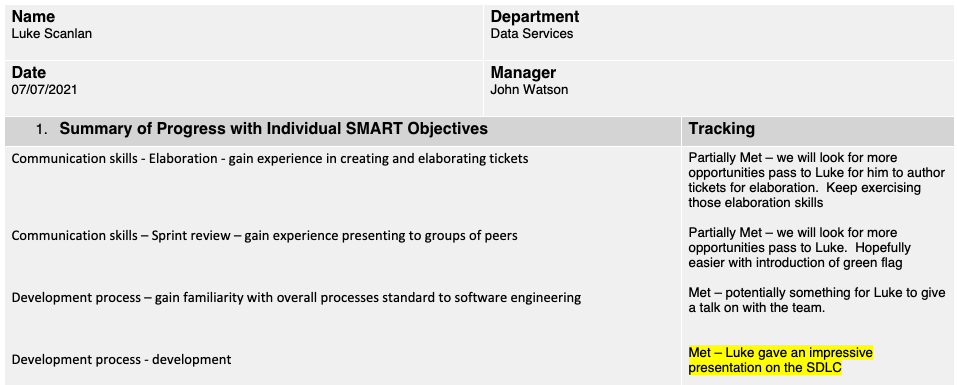 Name
Luke Scanlan
Department
Data Services
Date
07/07/2021
Manager
John Watson
1. Summary of Progress with Individual SMART Objectives
Tracking
Communication skills - Elaboration - gain experience in creating and elaborating tickets
Partially Met – we will look for more
opportunities pass to Luke for him to author
tickets for elaboration.  Keep exercising
those elaboration skills
Communication skills – Sprint review – gain experience presenting to groups of peers
Partially Met – we will look for more
opportunities pass to Luke.  Hopefully
easier with introduction of green flag
Development process – gain familiarity with overall processes standard to software engineering
Met – potentially something for Luke to give
a talk on with the team.
Development process - development
Met – Luke gave an impressive
presentation on the SDLC